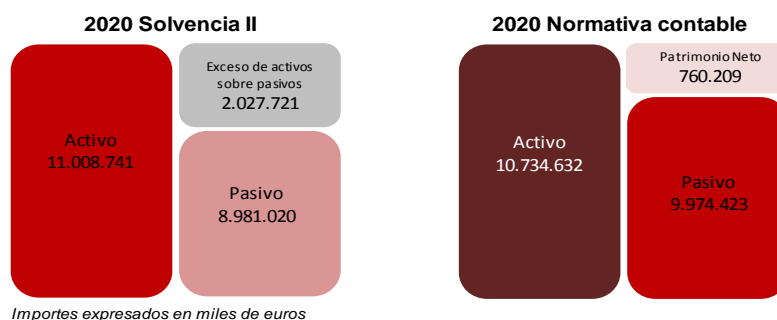 2020 Solvencia II
Exceso de activos
sobre pasivos
2.027.721
Activo
11.008.741
Pasivo
8.981.020
2020 Normativa contable
Patrimonio Neto
760.209
Activo
10.734.632
Pasivo
9.974.423
Importes expresados en miles de euros